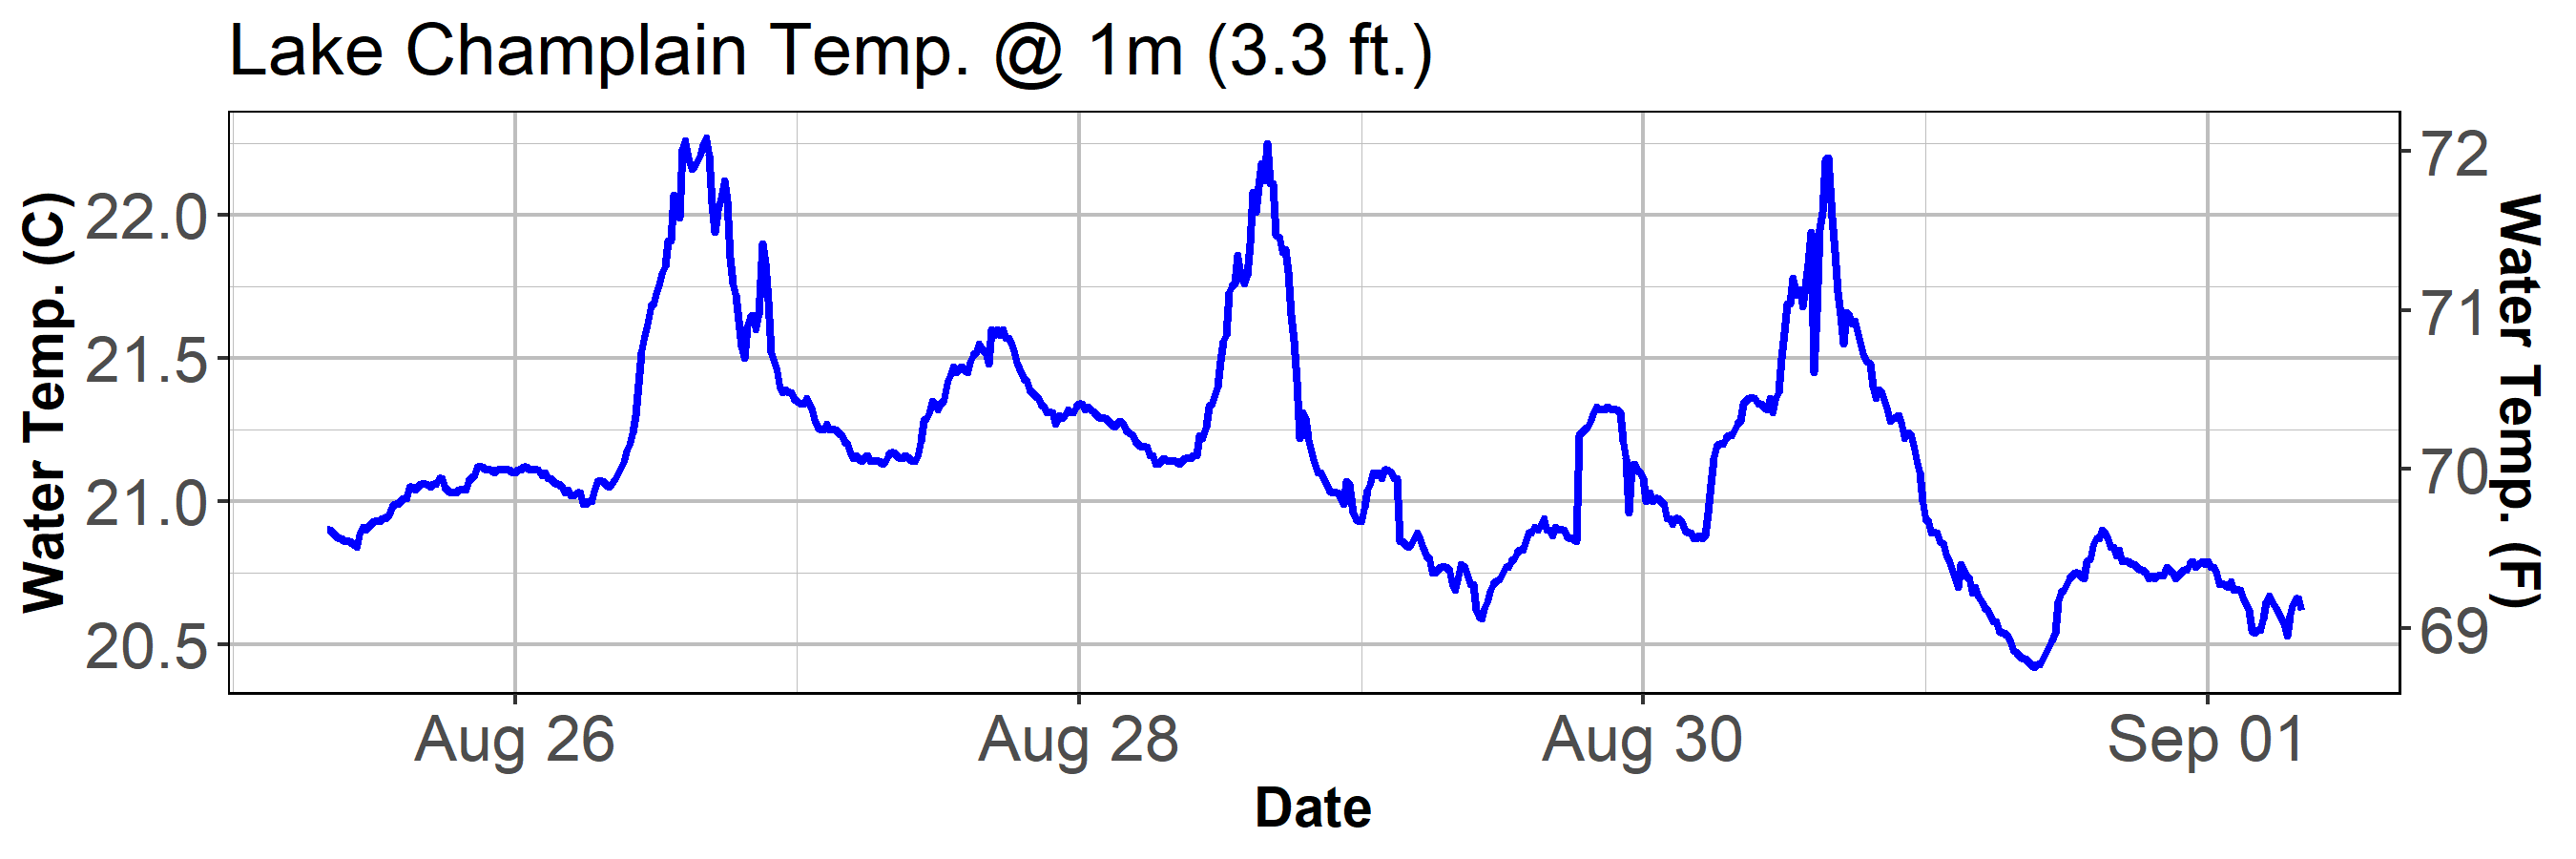 Lake Champlain Temp. @ 1m (3.3 ft.)
Water Temp. (C)
22.0
21.5
21.0
20.5
72
71
70
69
Water Temp. (F)
Aug 26
Aug 28
Aug 30
Sep 01
Date